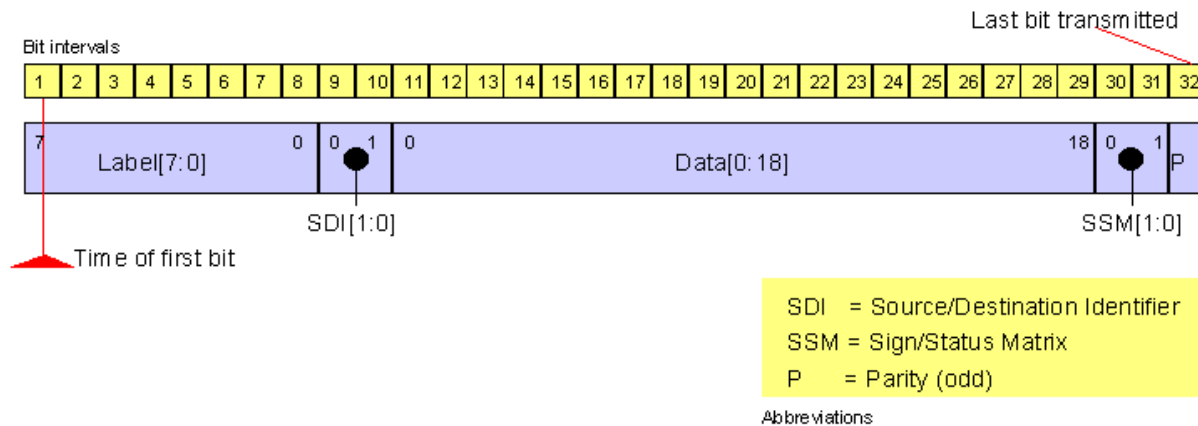 Last bit transmitted
Bit intervals
1 2 3 4 5 6 7 8 9 10 11 12 13 14 15 16 17 18 19 20 21 22 23 24 25 26 27 28 29 30 31 32
7 0 0 1 0 18 0 1
Label[7:0] Data[0:18] P
SDI[1:0] SSM[1:0]
Time of first bit
SDI = Source/Destination Identifier
SSM = Sign/Status Matrix
P = Parity (odd)
Abbreviations